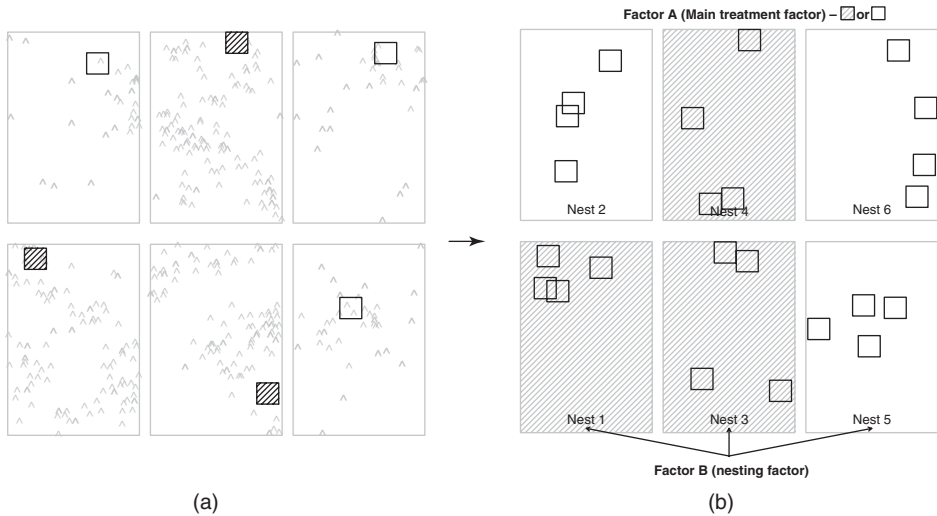 Factor A (Main treatment factor) – or
Nest 2
Nest 4
Nest 6
Nest 1
Nest 3
Nest 5
Factor B (nesting factor)
(a)
(b)